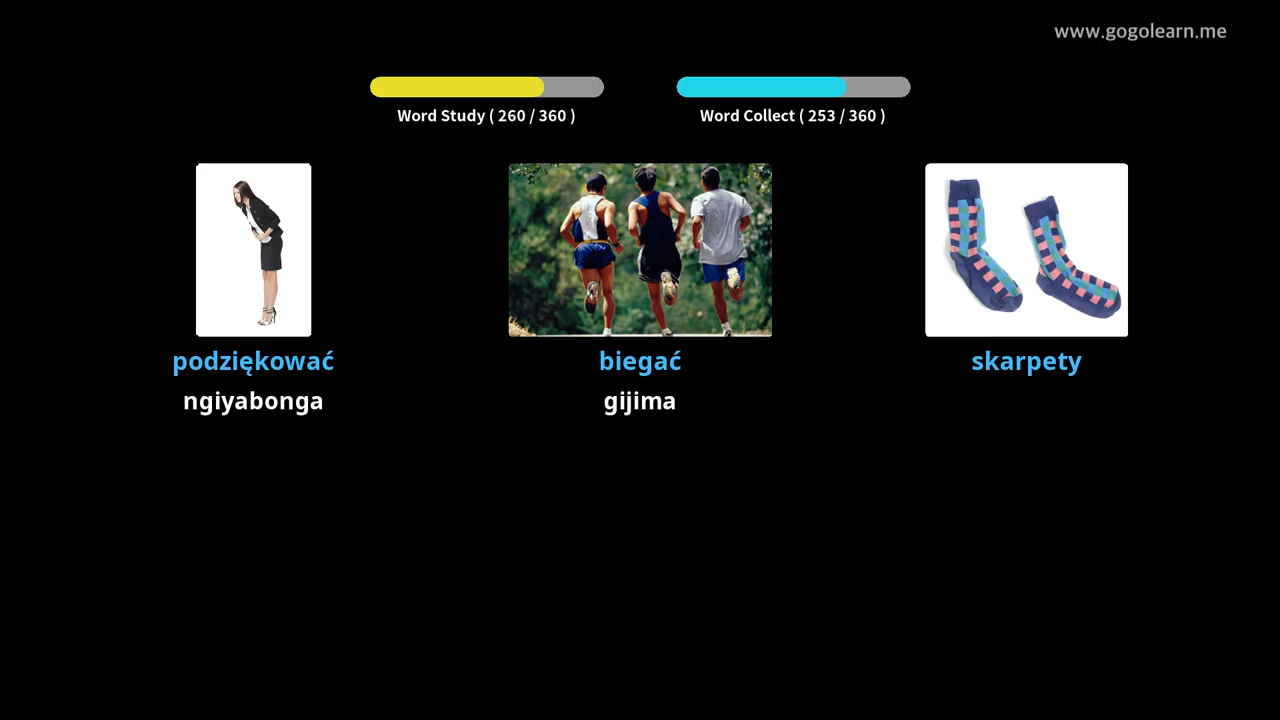 www.gogolearn.me
Word Study ( 260 / 360 )
Word Collect ( 253 / 360 )
podziękować
biegać
skarpety
ngiyabonga
gijima